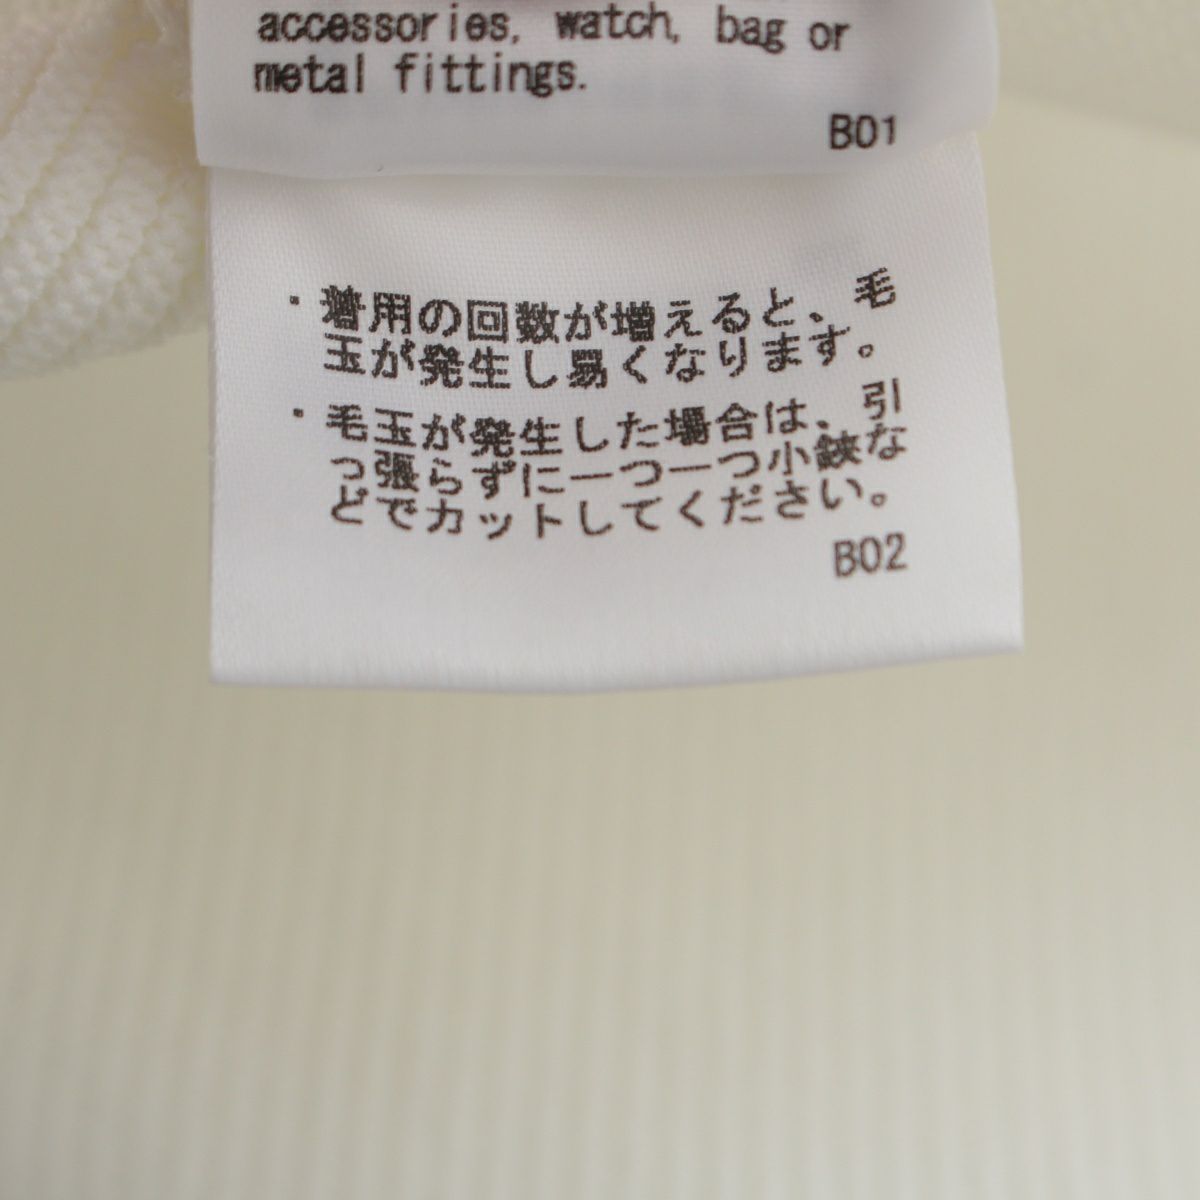 accessories, watch, bag or
metal fittings.
B01
・着用の回数が増えると、毛
玉が発生し易くなります。
・毛玉が発生した場合は、引
っ張らずに一つ一つ小鋏な
どでカットしてください。
B02